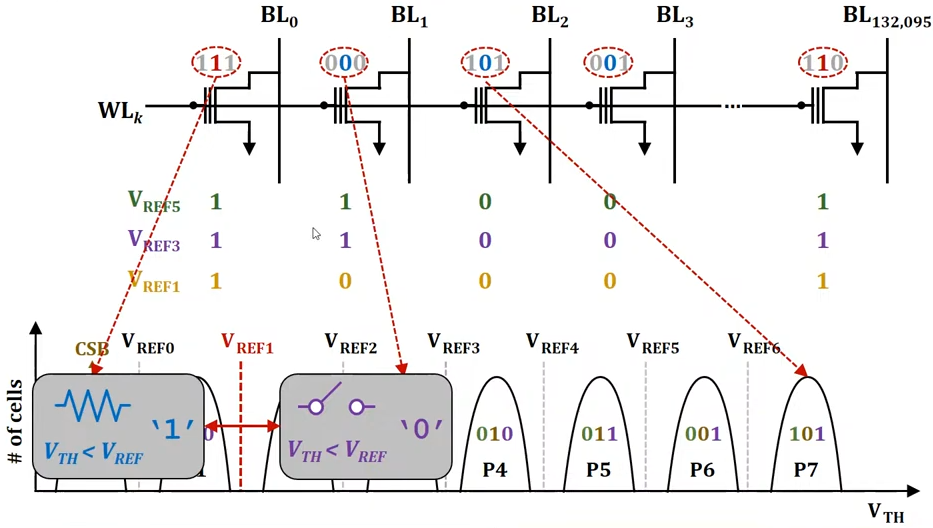 BL0 BL1 BL2 BL3 BL132,095
111 000 101 001 110
WLk ...
VREF5 1 1 0 0 1
VREF3 1 1 0 0 1
VREF1 1 0 0 0 1
CSB VREF0 VREF1 VREF2 VREF3 VREF4 VREF5 VREF6
# of cells
'1' 0 '0' 010 011 001 101
VTH < VREF VTH < VREF
1 P4 P5 P6 P7
VTH